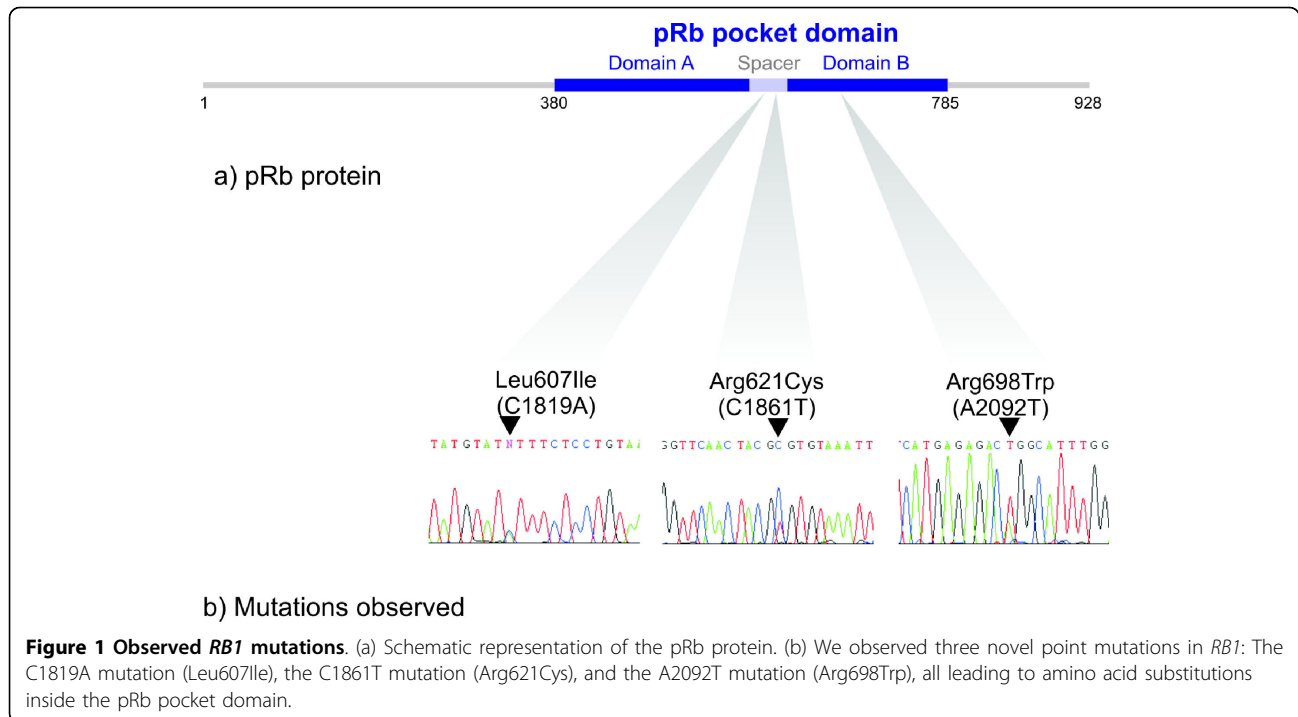 pRb pocket domain
Domain A Spacer Domain B
1 380 785 928
a) pRb protein
Leu607Ile Arg621Cys Arg698Trp
(C1819A) (C1861T) (A2092T)
T A T G T A T N T T T C T C C T G T A A GGTTCAACTACGCGTGTAAATT CATGAGAGACTGGCATTTGG
b) Mutations observed
Figure 1 Observed RB1 mutations. (a) Schematic representation of the pRb protein. (b) We observed three novel point mutations in RB1: The
C1819A mutation (Leu607Ile), the C1861T mutation (Arg621Cys), and the A2092T mutation (Arg698Trp), all leading to amino acid substitutions
inside the pRb pocket domain.